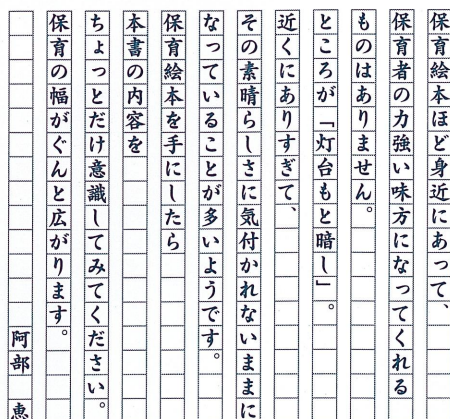 保育絵本ほど身近にあって、
保育者の力強い味方になってくれる
ものはありません。
ところが「灯台もと暗し」。
近くにありすぎて、
その素晴らしさに気付かれないままに
なっていることが多いようです。
保育絵本を手にしたら
本書の内容を
ちょっとだけ意識してみてください。
保育の幅がぐんと広がります。
阿部 恵